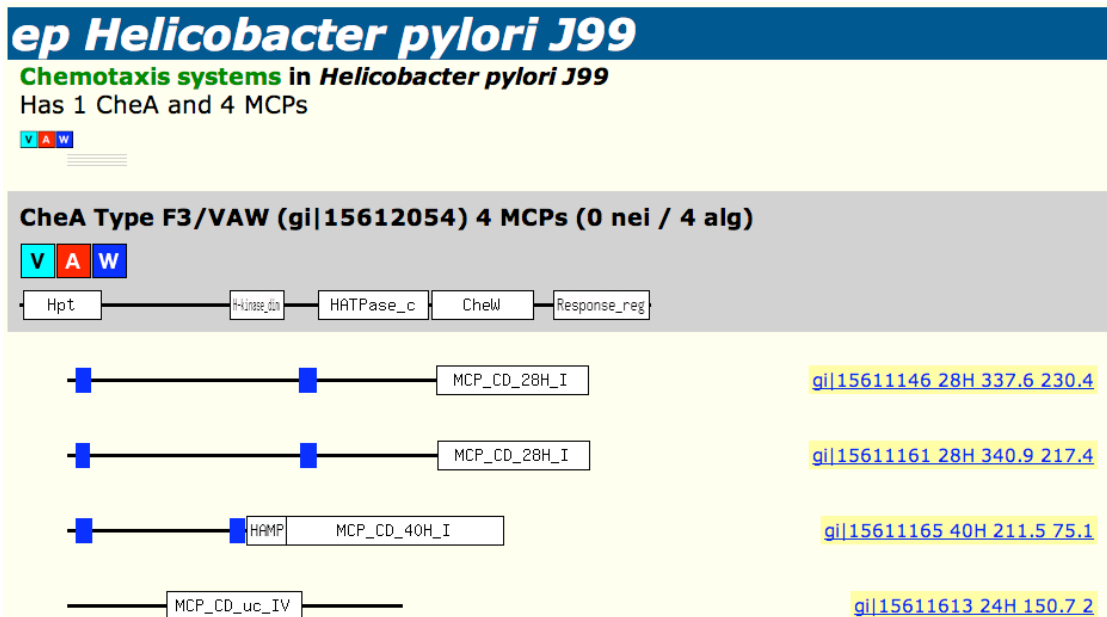 ep Helicobacter pylori J99
Chemotaxis systems in Helicobacter pylori J99
Has 1 CheA and 4 MCPs
V A W
CheA Type F3/VAW (gi|15612054) 4 MCPs (0 nei / 4 alg)
V A W
Hpt H-kinase_dim HATPase_c CheW Response_reg
MCP_CD_28H_I gi|15611146 28H 337.6 230.4
MCP_CD_28H_I gi|15611161 28H 340.9 217.4
HAMP MCP_CD_40H_I gi|15611165 40H 211.5 75.1
MCP_CD_uc_IV gi|15611613 24H 150.7 2